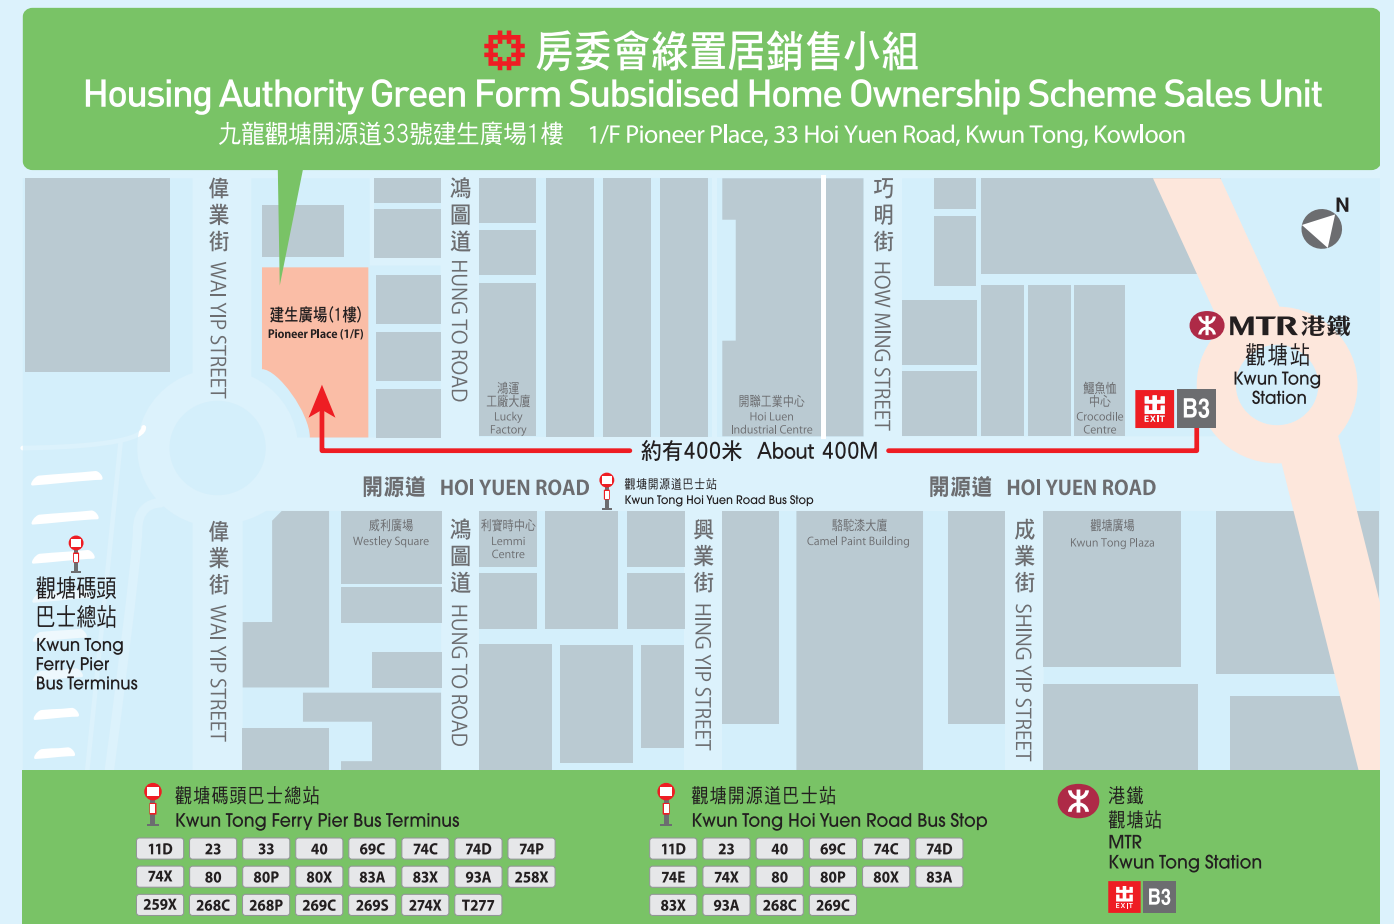 房委會綠置居銷售小組
Housing Authority Green Form Subsidised Home Ownership Scheme Sales Unit
九龍觀塘開源道33號建生廣場1樓 1/F Pioneer Place, 33 Hoi Yuen Road, Kwun Tong, Kowloon
偉業街 WAI YIP STREET
鴻圖道 HUNG TO ROAD
巧明街 HOW MING STREET
N
建生廣場(1樓)
Pioneer Place (1/F)
MTR 港鐵
觀塘站
Kwun Tong
Station
鴻運
工廠大廈
Lucky
Factory
開聯工業中心
Hoi Luen
Industrial Centre
鱷魚恤
中心
Crocodile
Centre
出
EXIT
B3
約有400米 About 400M
開源道 HOI YUEN ROAD
觀塘開源道巴士站
Kwun Tong Hoi Yuen Road Bus Stop
開源道 HOI YUEN ROAD
偉業街 WAI YIP STREET
威利廣場
Westley Square
鴻圖道 HUNG TO ROAD
利寶時中心
Lemmi
Centre
興業街 HING YIP STREET
駱駝漆大廈
Camel Paint Building
成業街 SHING YIP STREET
觀塘廣場
Kwun Tong Plaza
觀塘碼頭
巴士總站
Kwun Tong
Ferry Pier
Bus Terminus
觀塘碼頭巴士總站
Kwun Tong Ferry Pier Bus Terminus
11D 23 33 40 69C 74C 74D 74P
74X 80 80P 80X 83A 83X 93A 258X
259X 268C 268P 269C 269S 274X T277
觀塘開源道巴士站
Kwun Tong Hoi Yuen Road Bus Stop
11D 23 40 69C 74C 74D
74E 74X 80 80P 80X 83A
83X 93A 268C 269C
港鐵
觀塘站
MTR
Kwun Tong Station
出
EXIT
B3